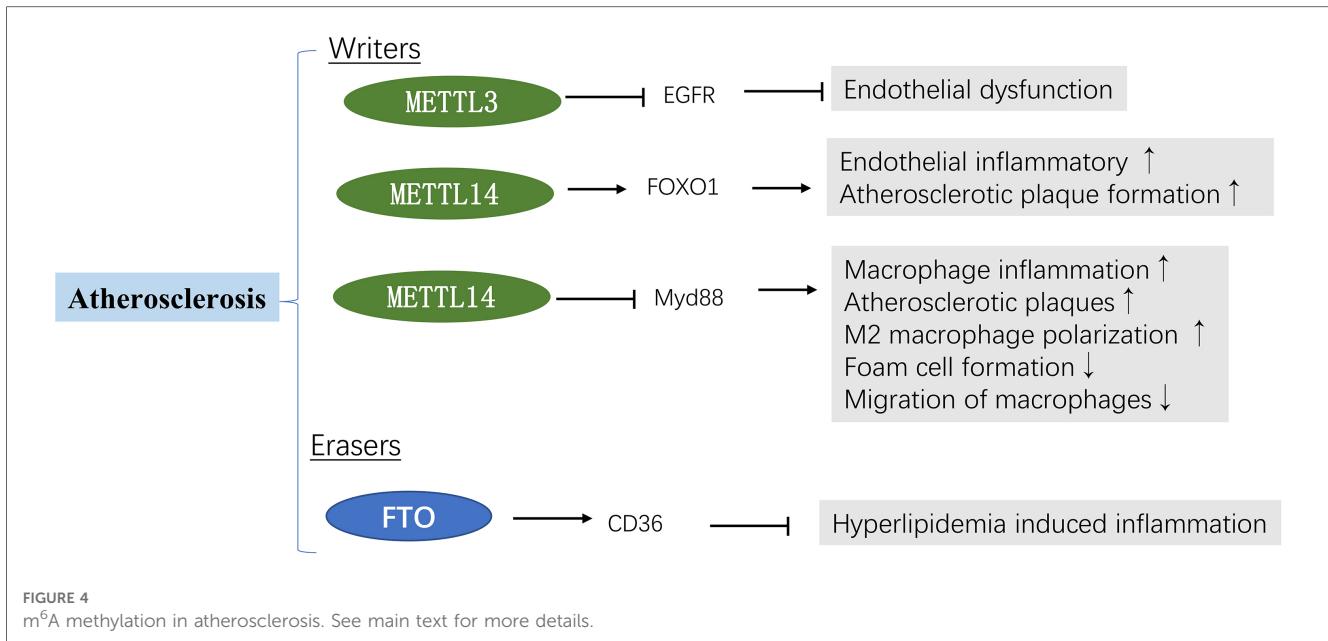 Writers
METTL3 EGFR Endothelial dysfunction
METTL14 FOXO1 Endothelial inflammatory ↑
Atherosclerotic plaque formation ↑
Atherosclerosis
METTL14 Myd88 Macrophage inflammation ↑
Atherosclerotic plaques ↑
M2 macrophage polarization ↑
Foam cell formation ↓
Migration of macrophages ↓
Erasers
FTO CD36 Hyperlipidemia induced inflammation
FIGURE 4
m⁶A methylation in atherosclerosis. See main text for more details.